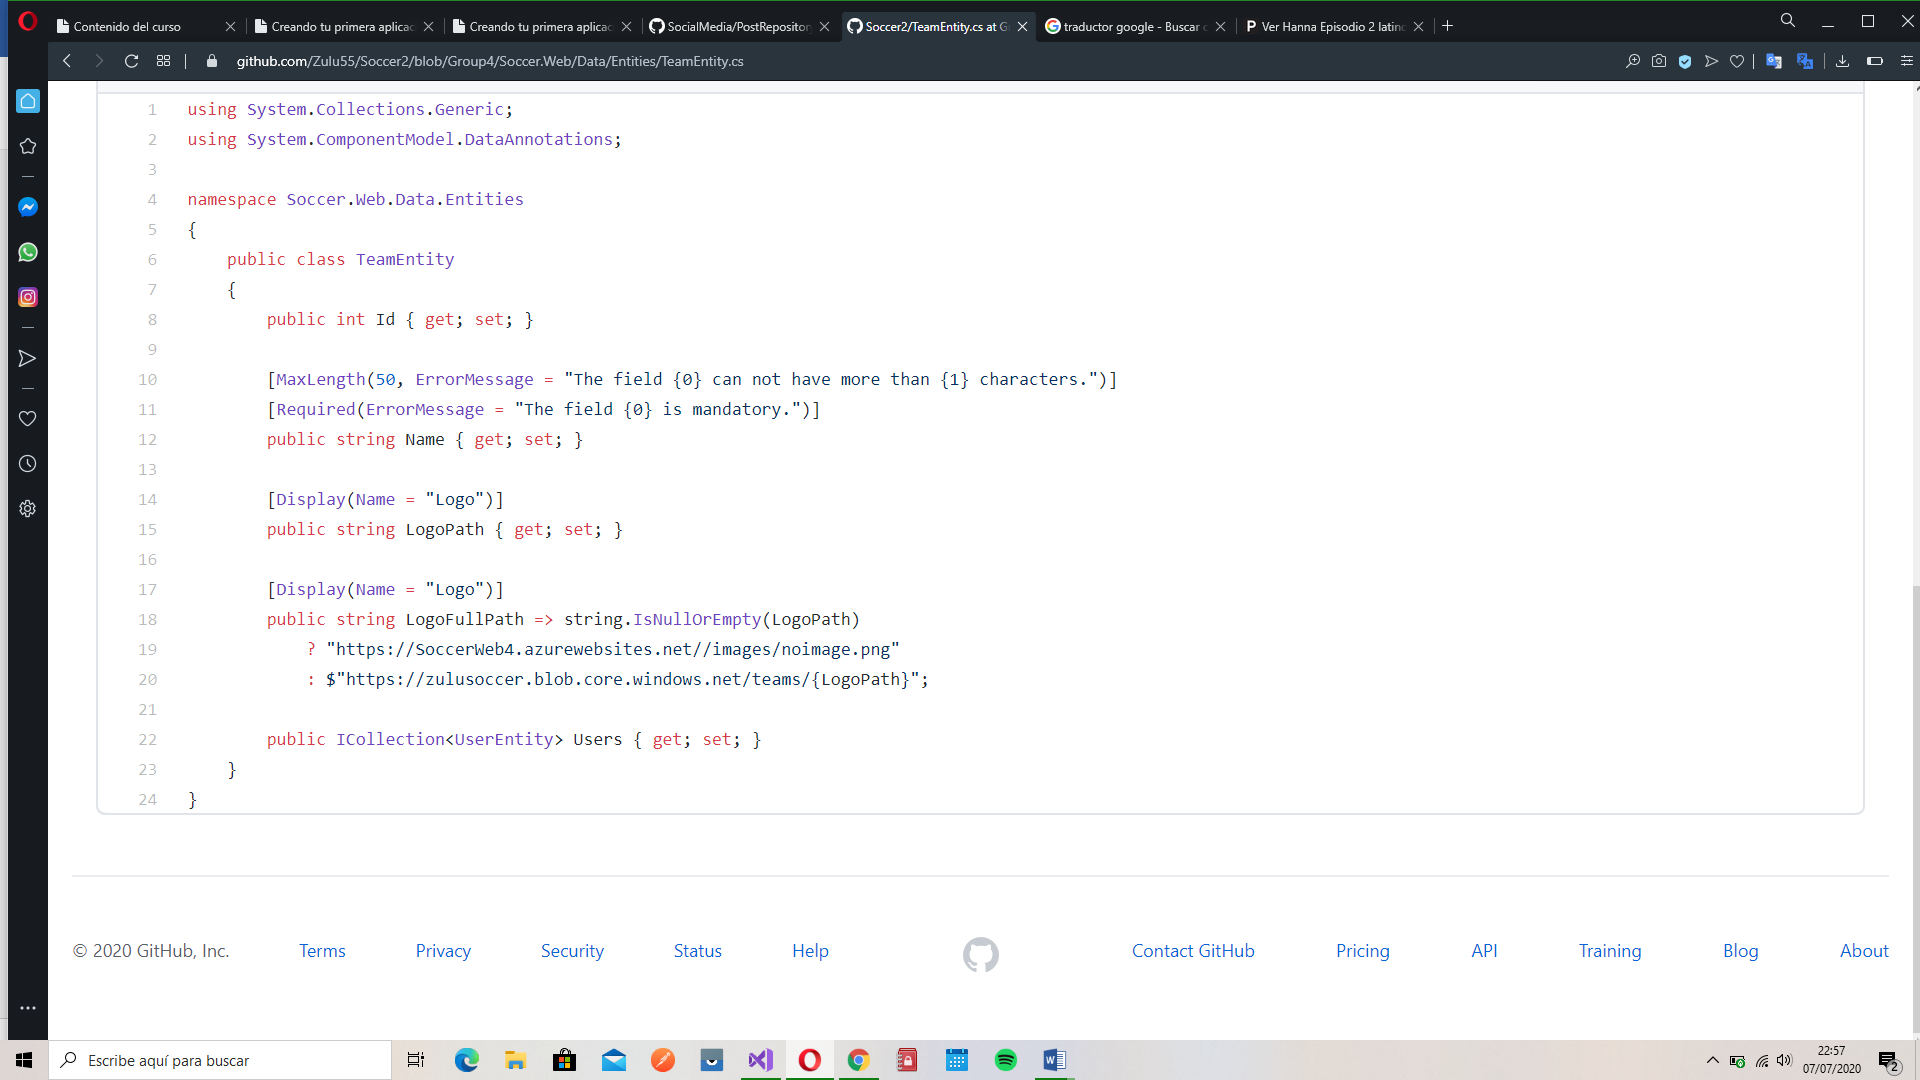 Contenido del curso
Creando tu primera aplicac
Creando tu primera aplicac
SocialMedia/PostRepositor
Soccer2/TeamEntity.cs at G
traductor google - Buscar c
Ver Hanna Episodio 2 latino
github.com/Zulu55/Soccer2/blob/Group4/Soccer.Web/Data/Entities/TeamEntity.cs
1 using System.Collections.Generic;
2 using System.ComponentModel.DataAnnotations;
3
4 namespace Soccer.Web.Data.Entities
5 {
6 public class TeamEntity
7 {
8 public int Id { get; set; }
9
10 [MaxLength(50, ErrorMessage = "The field {0} can not have more than {1} characters.")]
11 [Required(ErrorMessage = "The field {0} is mandatory.")]
12 public string Name { get; set; }
13
14 [Display(Name = "Logo")]
15 public string LogoPath { get; set; }
16
17 [Display(Name = "Logo")]
18 public string LogoFullPath => string.IsNullOrEmpty(LogoPath)
19 ? "https://SoccerWeb4.azurewebsites.net//images/noimage.png"
20 : $"https://zulusoccer.blob.core.windows.net/teams/{LogoPath}";
21
22 public ICollection<UserEntity> Users { get; set; }
23 }
24 }
© 2020 GitHub, Inc. Terms Privacy Security Status Help Contact GitHub Pricing API Training Blog About
Escribe aquí para buscar
22:57
07/07/2020
2